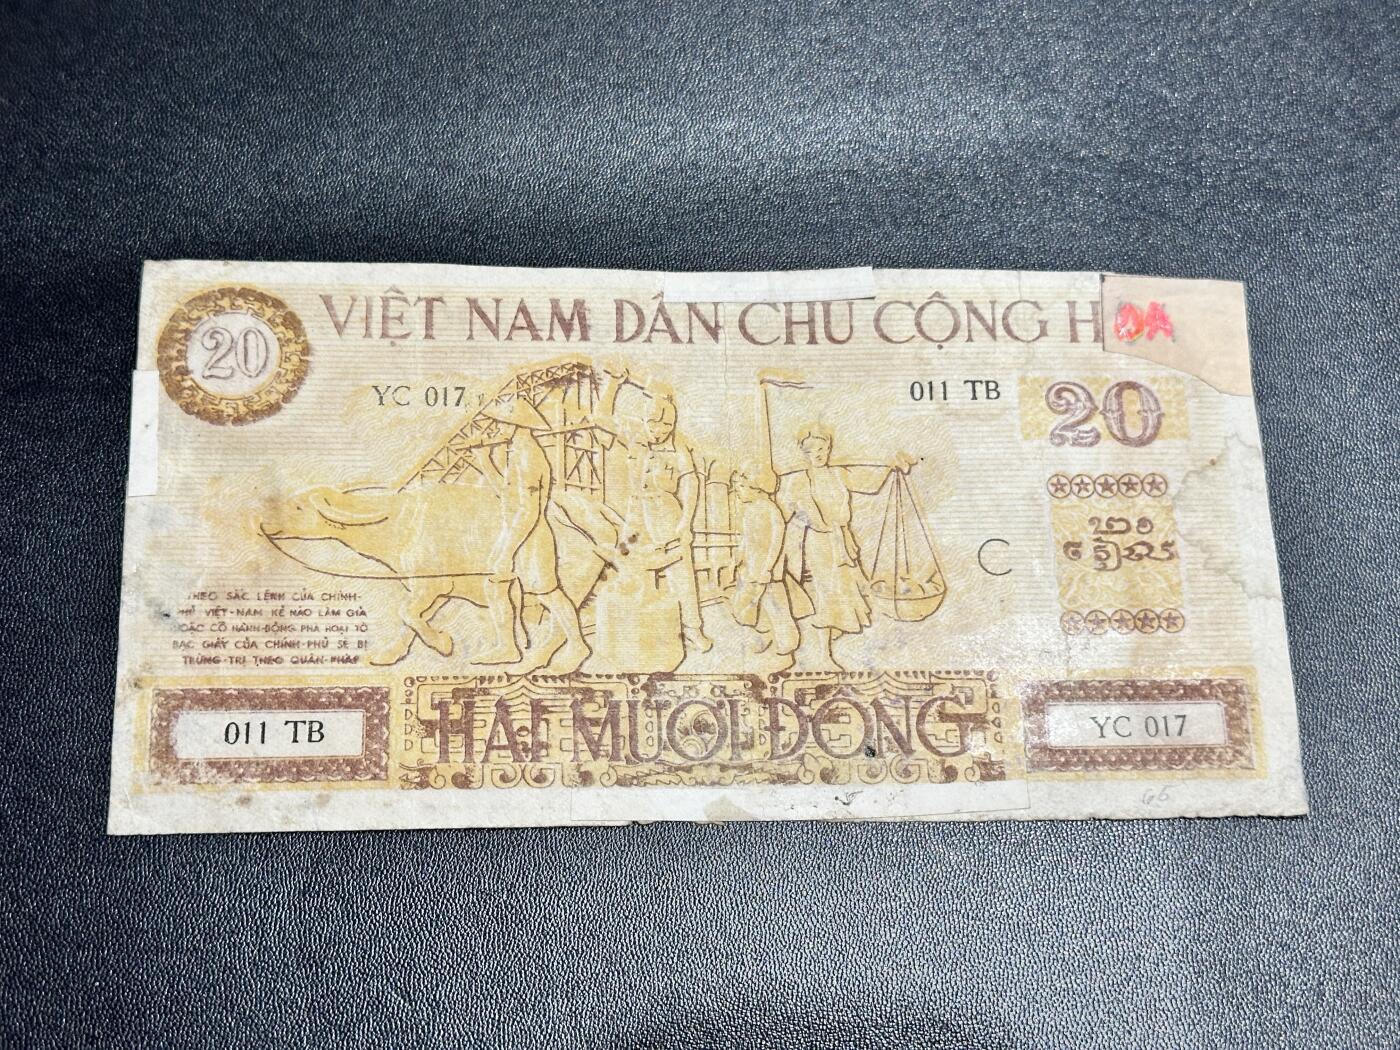 20
VIỆT NAM DÂN CHỦ CỘNG HÒA
YC 017
011 TB
20
C
THEO SẮC LỆNH CỦA CHÍNH-
PHỦ VIỆT-NAM KẺ NÀO LÀM GIẢ
HOẶC CÓ HÀNH-ĐỘNG PHÁ HOẠI TỜ
BẠC GIẤY CỦA CHÍNH-PHỦ SẼ BỊ
TRỪNG-TRỊ THEO QUÂN-PHÁP
011 TB
HAI MƯƠI ĐỒNG
YC 017
65